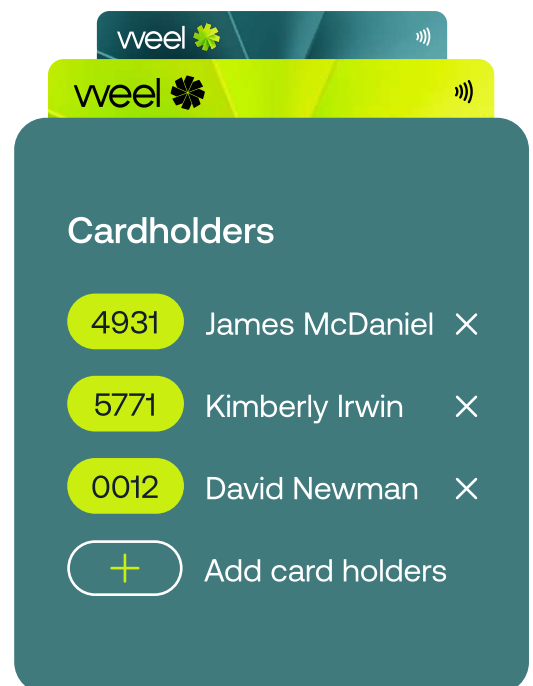 weel
weel
Cardholders
4931 James McDaniel
5771 Kimberly Irwin
0012 David Newman
Add card holders